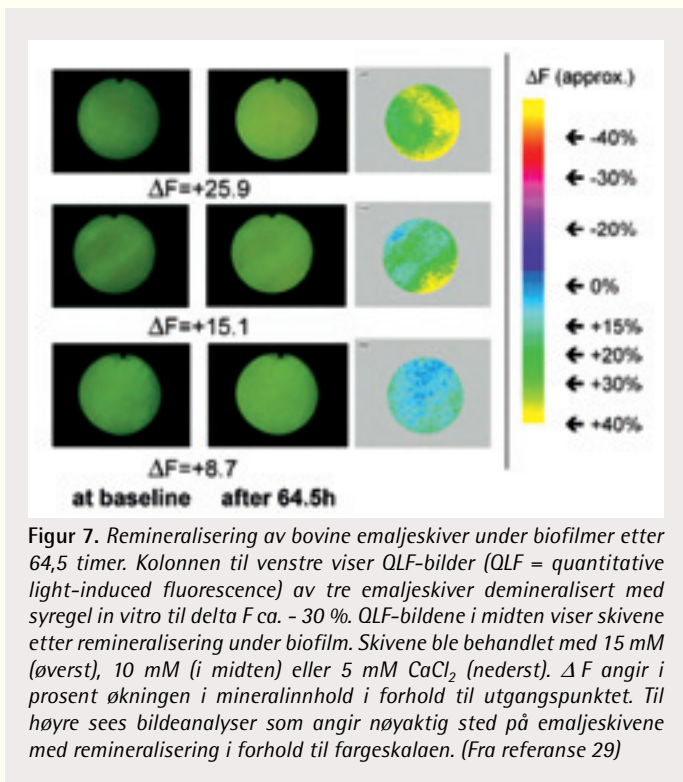 ΔF (approx.)
-40%
-30%
-20%
0%
+15%
+20%
+30%
+40%
ΔF=+25.9
ΔF=+15.1
ΔF=+8.7
at baseline after 64.5h
Figur 7. Remineralisering av bovine emaljeskiver under biofilmer etter
64,5 timer. Kolonnen til venstre viser QLF-bilder (QLF = quantitative
light-induced fluorescence) av tre emaljeskiver demineralisert med
syregel in vitro til delta F ca. - 30 %. QLF-bildene i midten viser skivene
etter remineralisering under biofilm. Skivene ble behandlet med 15 mM
(øverst), 10 mM (i midten) eller 5 mM CaCl₂ (nederst). Δ F angir i
prosent økningen i mineralinnhold i forhold til utgangspunktet. Til
høyre sees bildeanalyser som angir nøyaktig sted på emaljeskivene
med remineralisering i forhold til fargeskalaen. (Fra referanse 29)